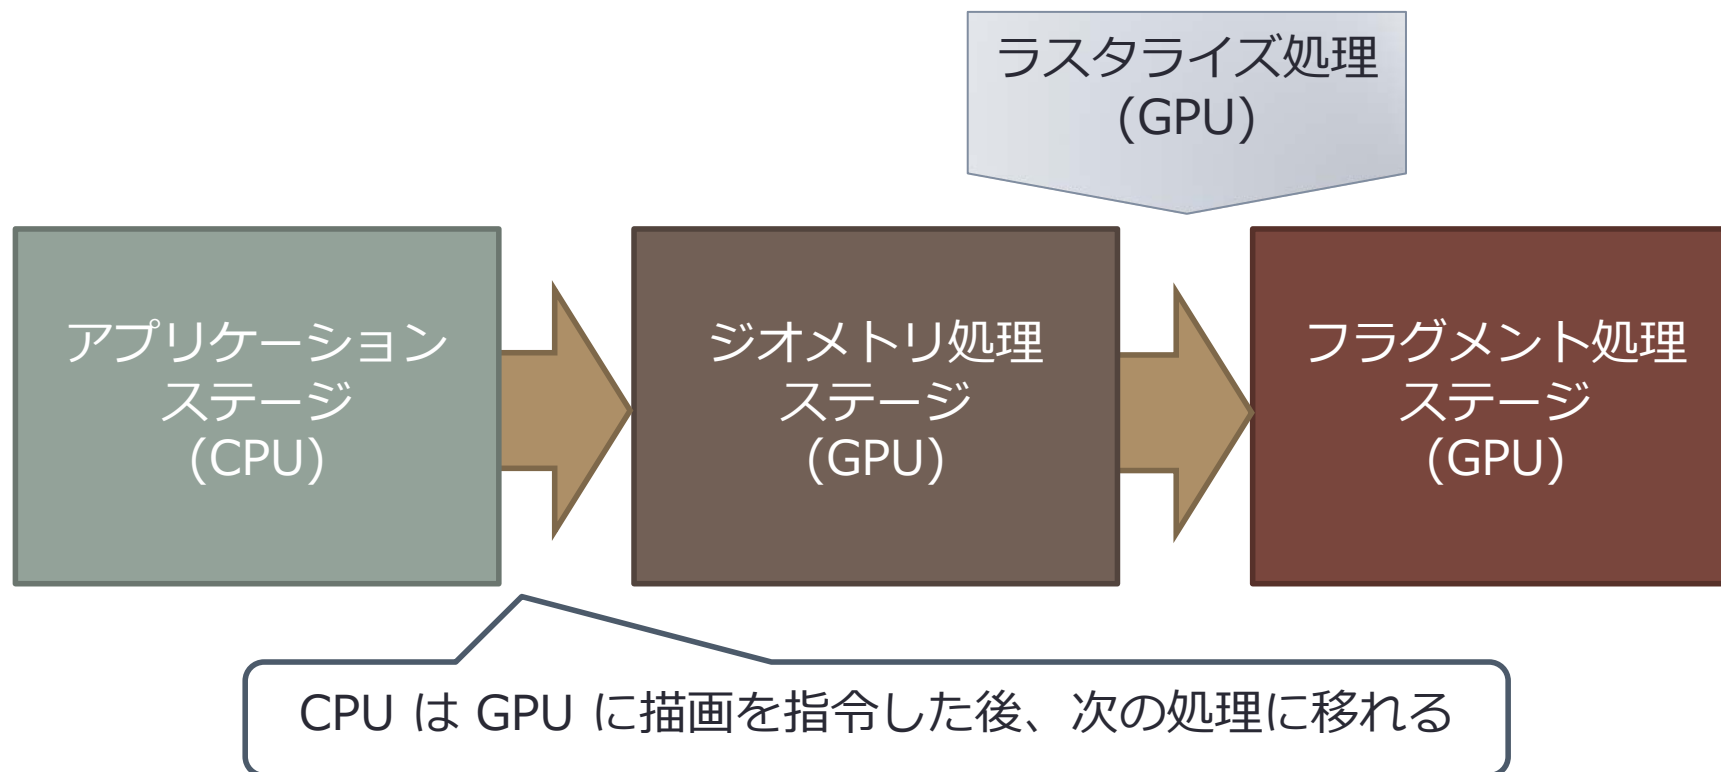 ラスタライズ処理
(GPU)
アプリケーション
ステージ
(CPU)
ジオメトリ処理
ステージ
(GPU)
フラグメント処理
ステージ
(GPU)
CPU は GPU に描画を指令した後、次の処理に移れる